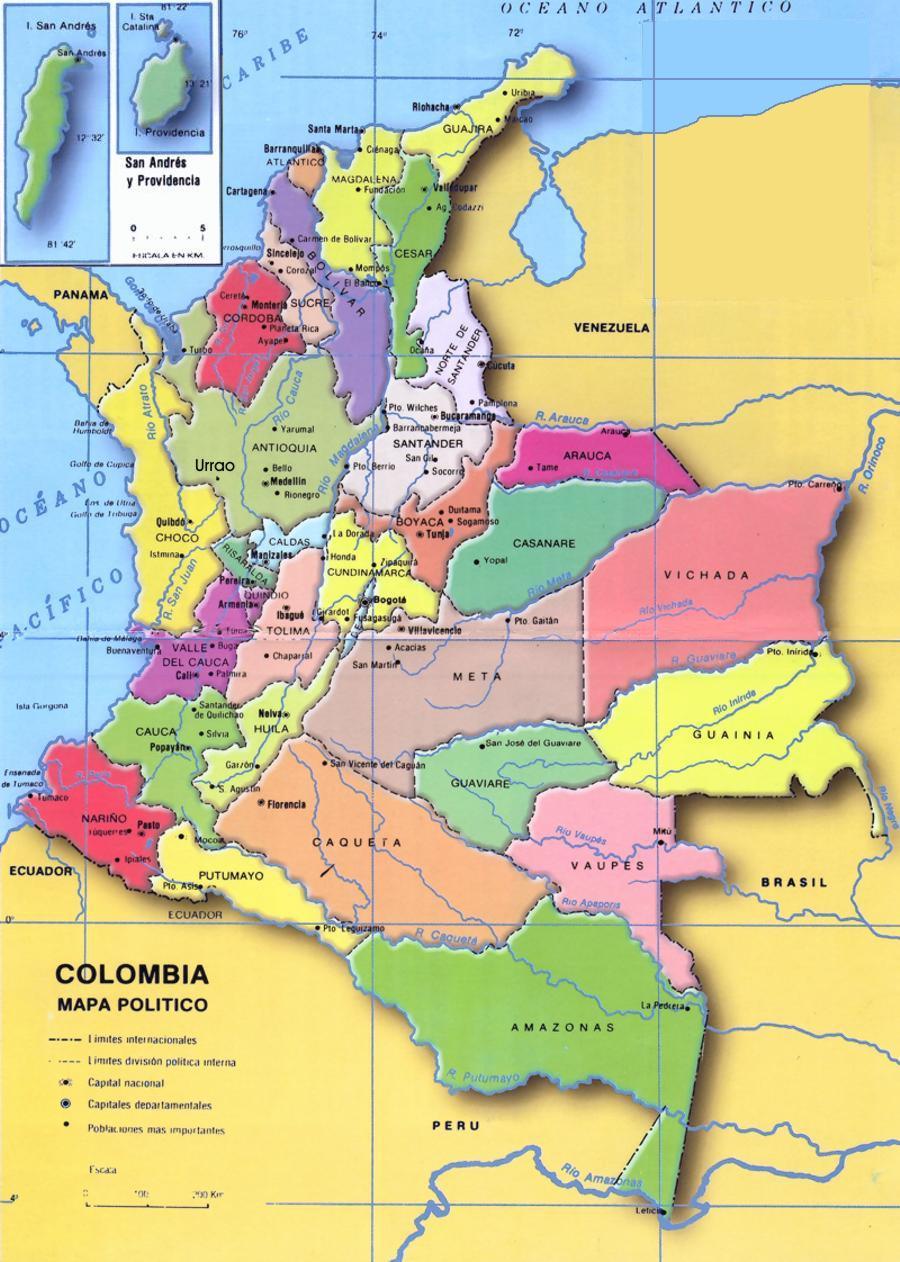 OCEANO ATLANTICO
CARIBE
I. San Andrés
San Andrés
12°32'
81°42'
I. Sta
Catalina
81°22'
13°21'
I. Providencia
San Andrés
y Providencia
0 5
ESCALA EN KM.
76°
74°
72°
Uribia
Riohacha
Maicao
GUAJIRA
Santa Marta
Ciénaga
Barranquilla
ATLANTICO
MAGDALENA
Fundación
Valledupar
Cartagena
Ag. Codazzi
Carmen de Bolívar
CESAR
Sincelejo
Corozal
Mompós
El Banco
BOLIVAR
SUCRE
PANAMA
Cereté
Montería
CORDOBA
Planeta Rica
Ayapel
Turbo
VENEZUELA
NORTE DE
SANTANDER
Ocaña
Cúcuta
Pamplona
Río Atrato
Río Cauca
Pto. Wilches
Bucaramanga
Barrancabermeja
R. Arauca
Arauca
ARAUCA
Tame
R. Casanare
R. Orinoco
Pto. Carreño
Bahía de
Humboldt
Golfo de Cupica
Ens. de Utría
Golfo de Tribugá
OCÉANO
PACÍFICO
Yarumal
ANTIOQUIA
Urrao
Bello
Medellín
Rionegro
Río Magdalena
SANTANDER
San Gil
Socorro
Pto. Berrío
Quibdó
CHOCO
Istmina
R. San Juan
CALDAS
Manizales
RISARALDA
Pereira
La Dorada
Honda
BOYACA
Duitama
Sogamoso
Tunja
Zipaquirá
CUNDINAMARCA
CASANARE
Yopal
VICHADA
Río Meta
Río Vichada
QUINDIO
Armenia
Ibagué
TOLIMA
Girardot
Bogotá
Fusagasugá
Villavicencio
Pto. Gaitán
Acacías
San Martín
META
Bahía de Málaga
Buenaventura
Tuluá
VALLE
DEL CAUCA
Buga
Cali
Palmira
Chaparral
R. Guaviare
Pto. Inírida
Río Inírida
GUAINIA
Isla Gorgona
Santander
de Quilichao
CAUCA
Silvia
Popayán
Neiva
HUILA
Garzón
S. Agustín
San José del Guaviare
GUAVIARE
San Vicente del Caguán
Río Negro
Ensenada
de Tumaco
Tumaco
R. Patía
NARIÑO
Túquerres
Pasto
Ipiales
Florencia
CAQUETA
Río Vaupés
Mitú
VAUPÉS
Río Apaporis
BRASIL
ECUADOR
Mocoa
PUTUMAYO
Pto. Asís
ECUADOR
Pto Leguízamo
0°
R. Caquetá
La Pedrera
AMAZONAS
R. Putumayo
PERU
Río Amazonas
Leticia
4°
COLOMBIA
MAPA POLITICO
Límites internacionales
Límites división política interna
Capital nacional
Capitales departamentales
Poblaciones más importantes
Escala
0 100 200 Km